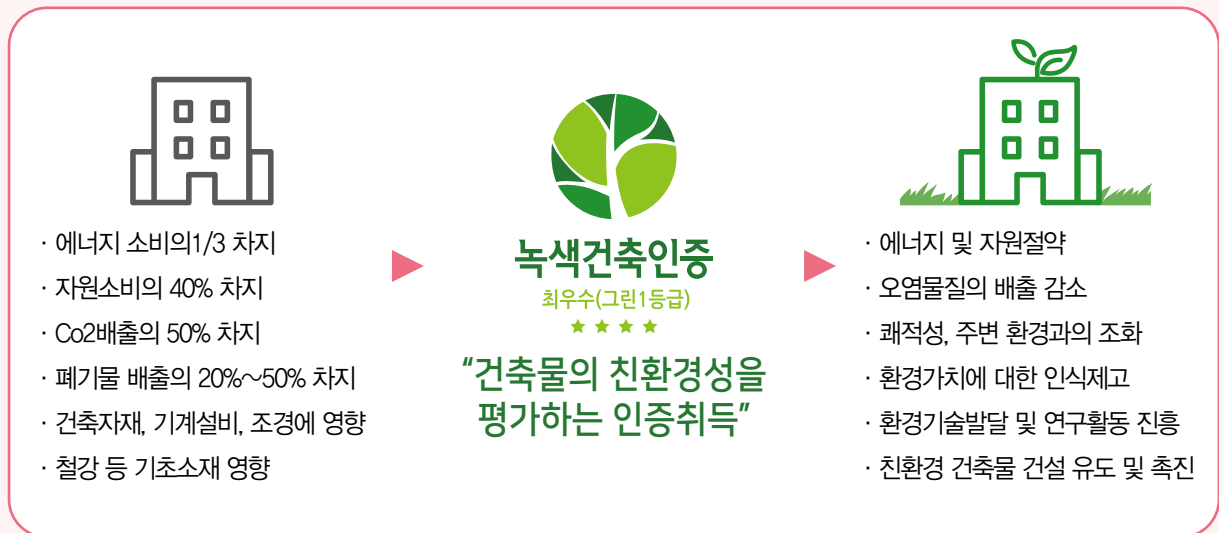 · 에너지 소비의1/3 차지
· 자원소비의 40% 차지
· Co2배출의 50% 차지
· 폐기물 배출의 20%~50% 차지
· 건축자재, 기계설비, 조경에 영향
· 철강 등 기초소재 영향
녹색건축인증
최우수(그린1등급)
★ ★ ★ ★
“건축물의 친환경성을
평가하는 인증취득”
· 에너지 및 자원절약
· 오염물질의 배출 감소
· 쾌적성, 주변 환경과의 조화
· 환경가치에 대한 인식제고
· 환경기술발달 및 연구활동 진흥
· 친환경 건축물 건설 유도 및 촉진